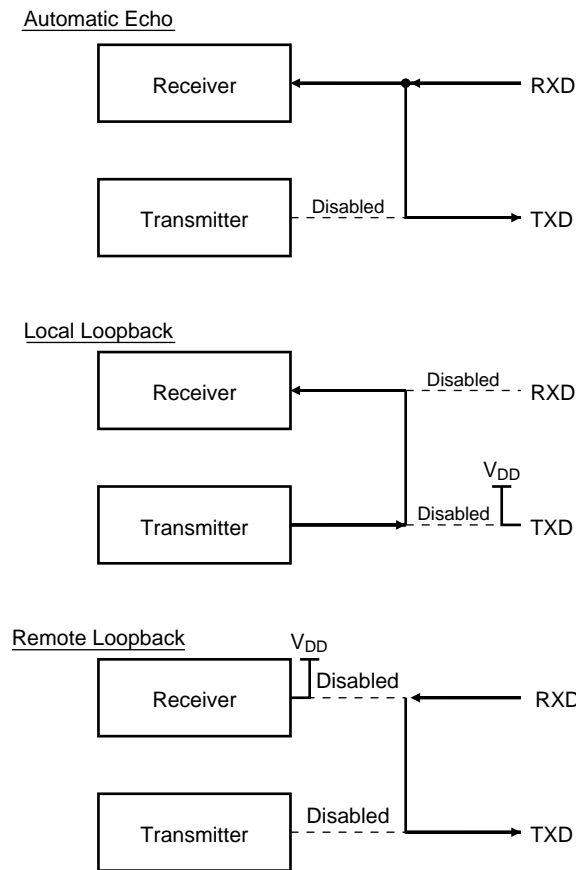 Automatic Echo
Receiver
RXD
Transmitter
Disabled
TXD
Local Loopback
Receiver
Disabled
RXD
VDD
Transmitter
Disabled
TXD
Remote Loopback
VDD
Receiver
Disabled
RXD
Transmitter
Disabled
TXD